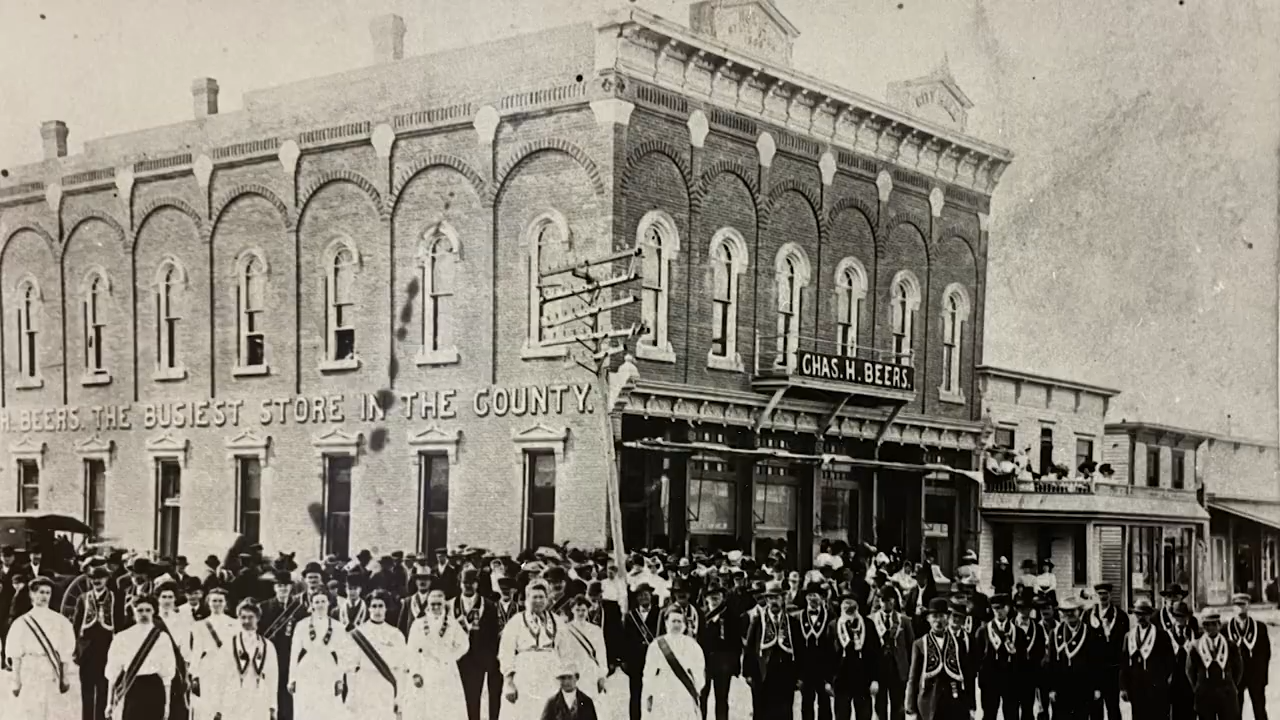 CHAS. H. BEERS.
H. BEERS. THE BUSIEST STORE IN THE COUNTY.